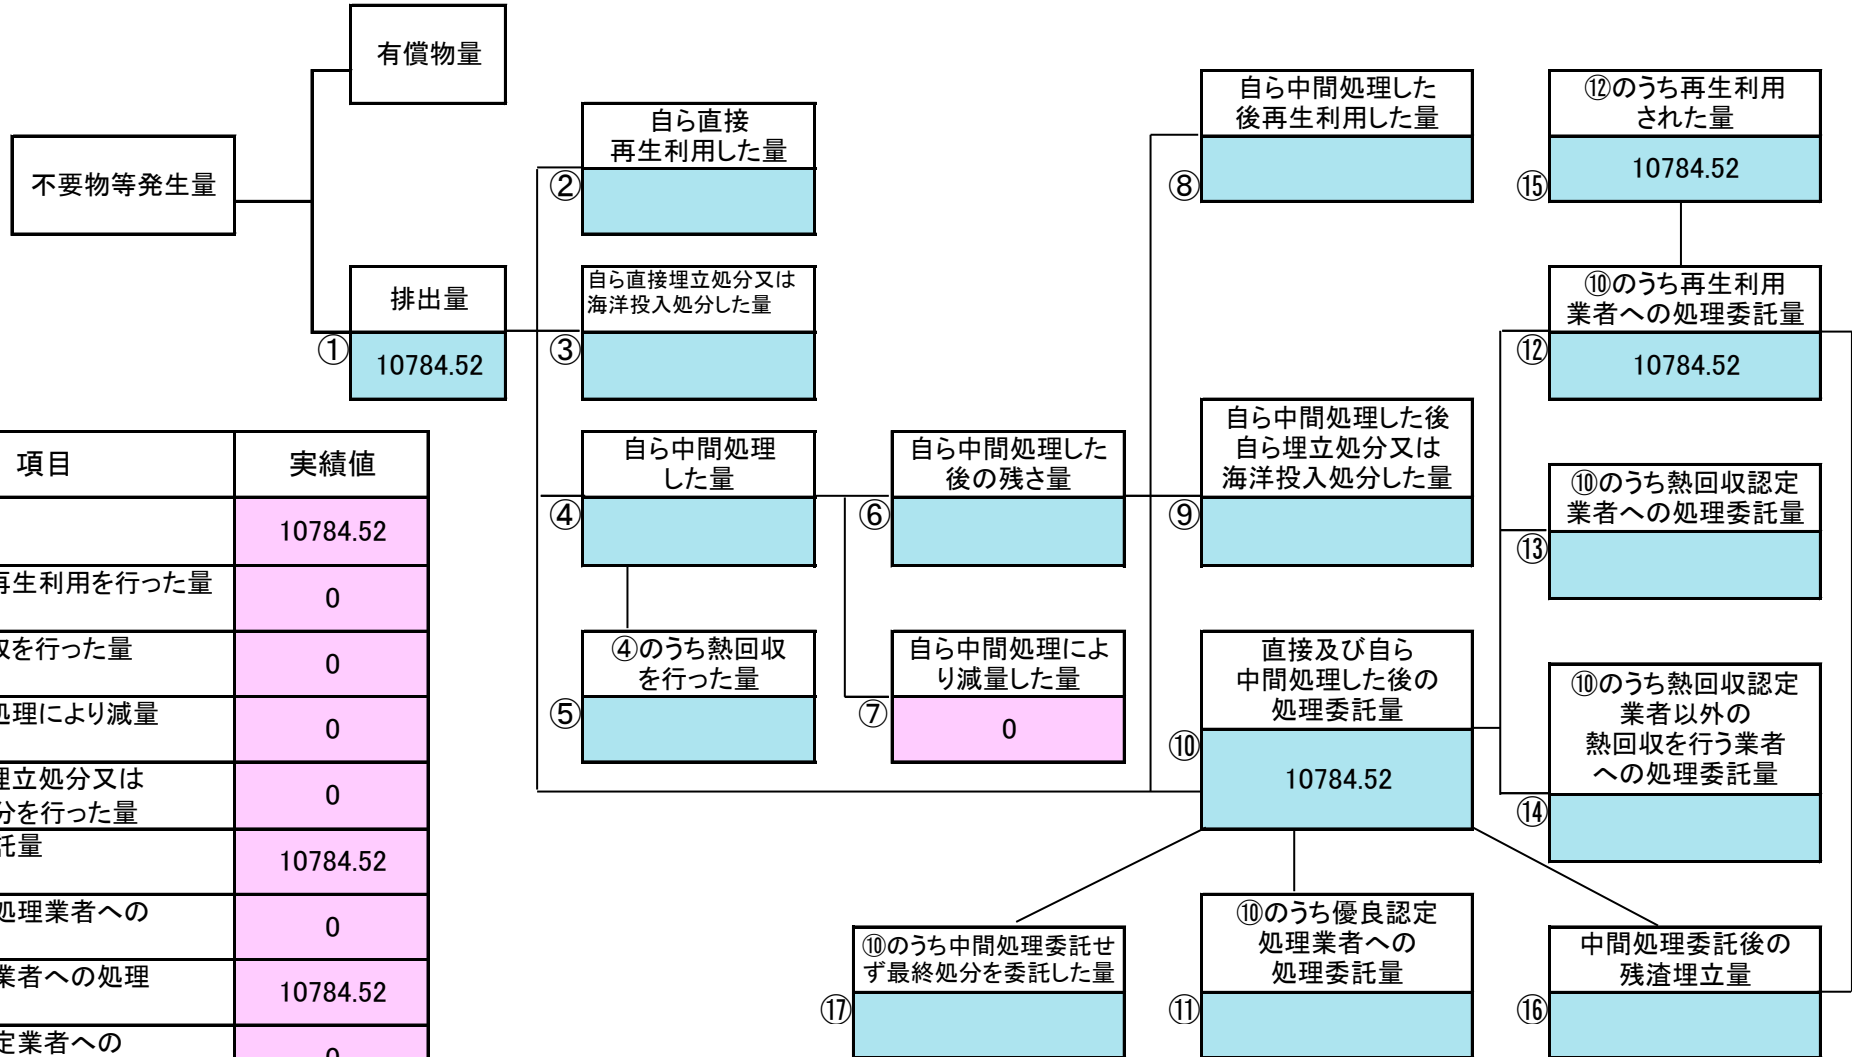 有償物量
不要物等発生量
排出量
①
10784.52
自ら直接
再生利用した量
②
自ら直接埋立処分又は
海洋投入処分した量
③
自ら中間処理
した量
④
④のうち熱回収
を行った量
⑤
自ら中間処理した
後の残さ量
⑥
自ら中間処理によ
り減量した量
⑦
0
自ら中間処理した
後再生利用した量
⑧
自ら中間処理した後
自ら埋立処分又は
海洋投入処分した量
⑨
直接及び自ら
中間処理した後の
処理委託量
⑩
10784.52
⑫のうち再生利用
された量
⑮
10784.52
⑩のうち再生利用
業者への処理委託量
⑫
10784.52
⑩のうち熱回収認定
業者への処理委託量
⑬
⑩のうち熱回収認定
業者以外の
熱回収を行う業者
への処理委託量
⑭
⑩のうち中間処理委託せ
ず最終処分を委託した量
⑰
⑩のうち優良認定
処理業者への
処理委託量
⑪
中間処理委託後の
残渣埋立量
⑯
項目 実績値
10784.52
再生利用を行った量 0
を行った量 0
処理により減量 0
埋立処分又は
分を行った量 0
託量 10784.52
処理業者への 0
業者への処理 10784.52
定業者への 0